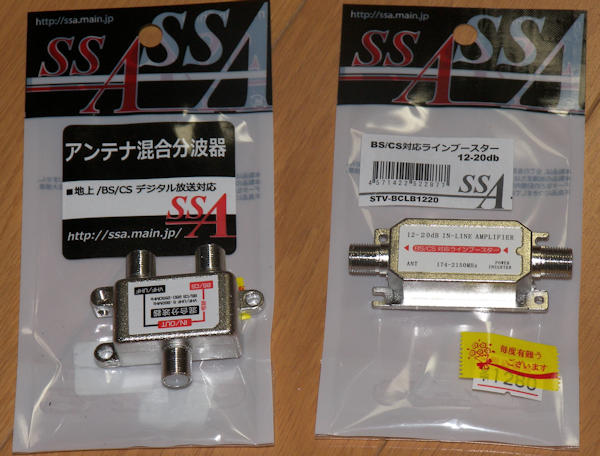 http://ssa.main.jp
SSA
SSA
アンテナ混合分波器
■地上/BS/CS デジタル放送対応
SSA
http://ssa.main.jp/
VHF/UHF
BS/CS
混合分波器
IN/OUT
http://ssa.main.jp
SSA
SSA
BS/CS対応ラインブースター
12-20db
4571422522877
SSA
STV-BCLB1220
12-20dB IN-LINE AMPLIFIER
BS/CS 対応ラインブースター
ANT 174-2150MHz POWER
INSERTER
毎度有難う
ございます
¥1280